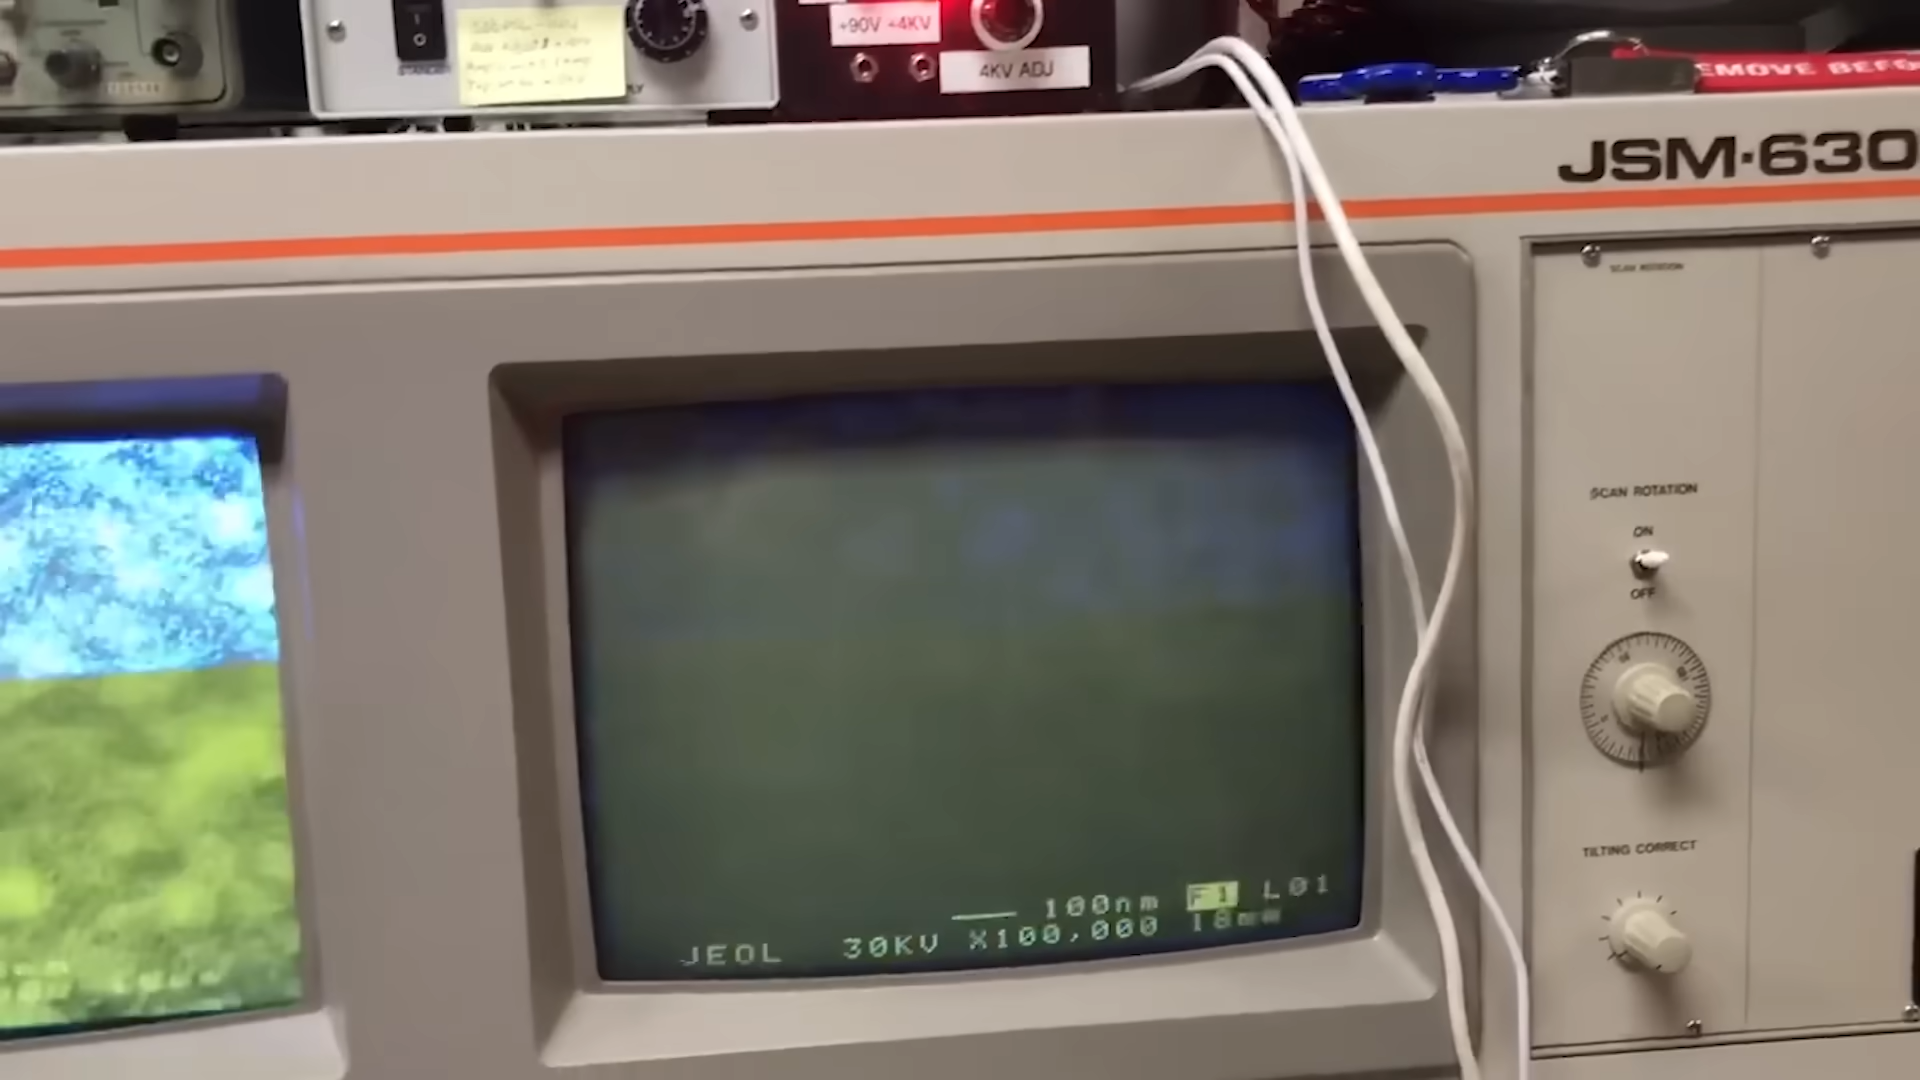 +90V +4KV
4KV ADJ
EMOVE BEFO
JSM-630
SCAN ROTATION
SCAN ROTATION
ON
OFF
TILTING CORRECT
100nm F1 L01
JEOL 30KV X100,000 18mm